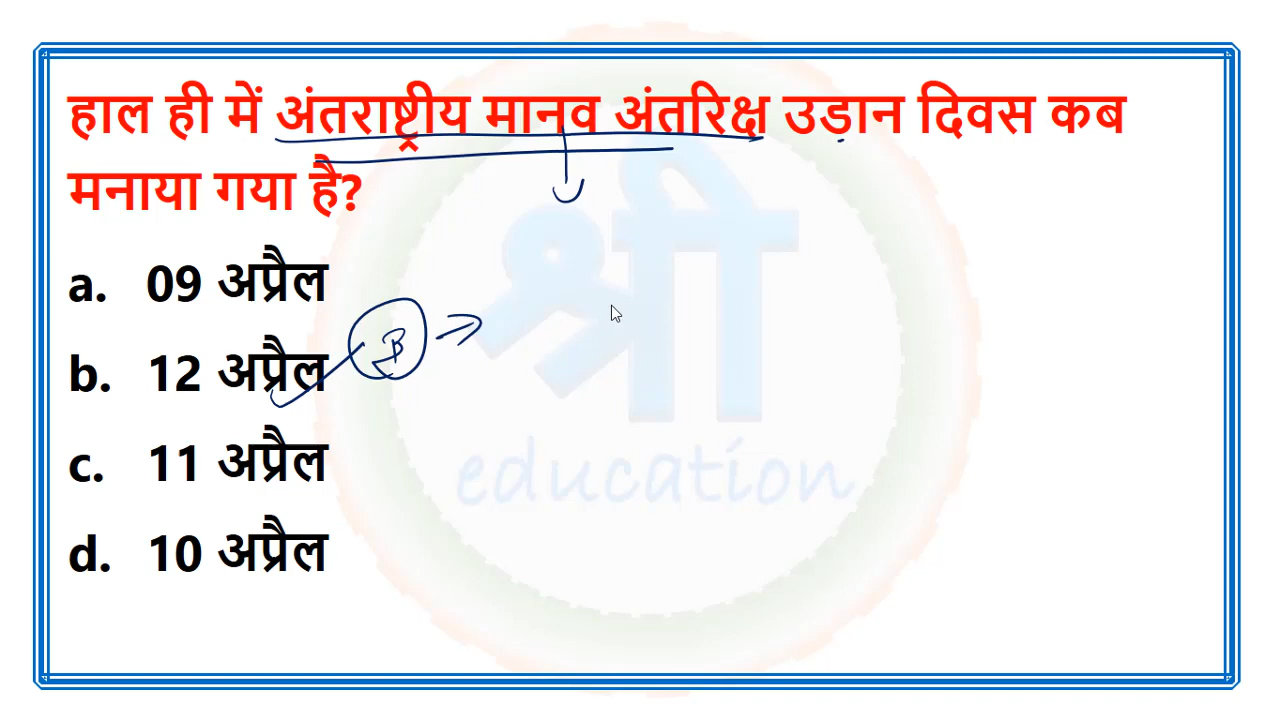 हाल ही में अंतराष्ट्रीय मानव अंतरिक्ष उड़ान दिवस कब
मनाया गया है?
a. 09 अप्रैल
b. 12 अप्रैल
B
c. 11 अप्रैल
d. 10 अप्रैल
श्री
education